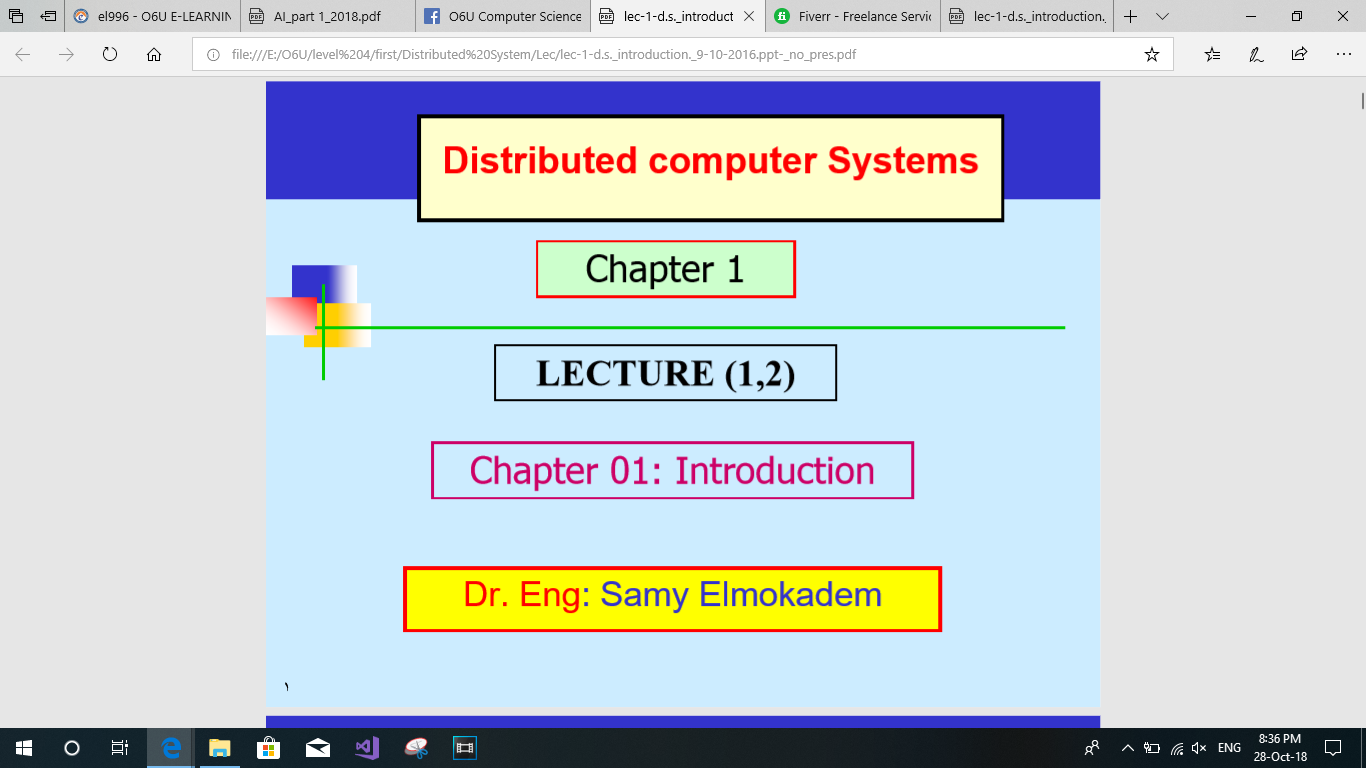 el996 - O6U E-LEARNIN
AI_part 1_2018.pdf
O6U Computer Science
lec-1-d.s._introduct
Fiverr - Freelance Servic
lec-1-d.s._introduction.
file:///E:/O6U/level%204/first/Distributed%20System/Lec/lec-1-d.s._introduction._9-10-2016.ppt-_no_pres.pdf
Distributed computer Systems
Chapter 1
LECTURE (1,2)
Chapter 01: Introduction
Dr. Eng: Samy Elmokadem
١
ENG
8:36 PM
28-Oct-18